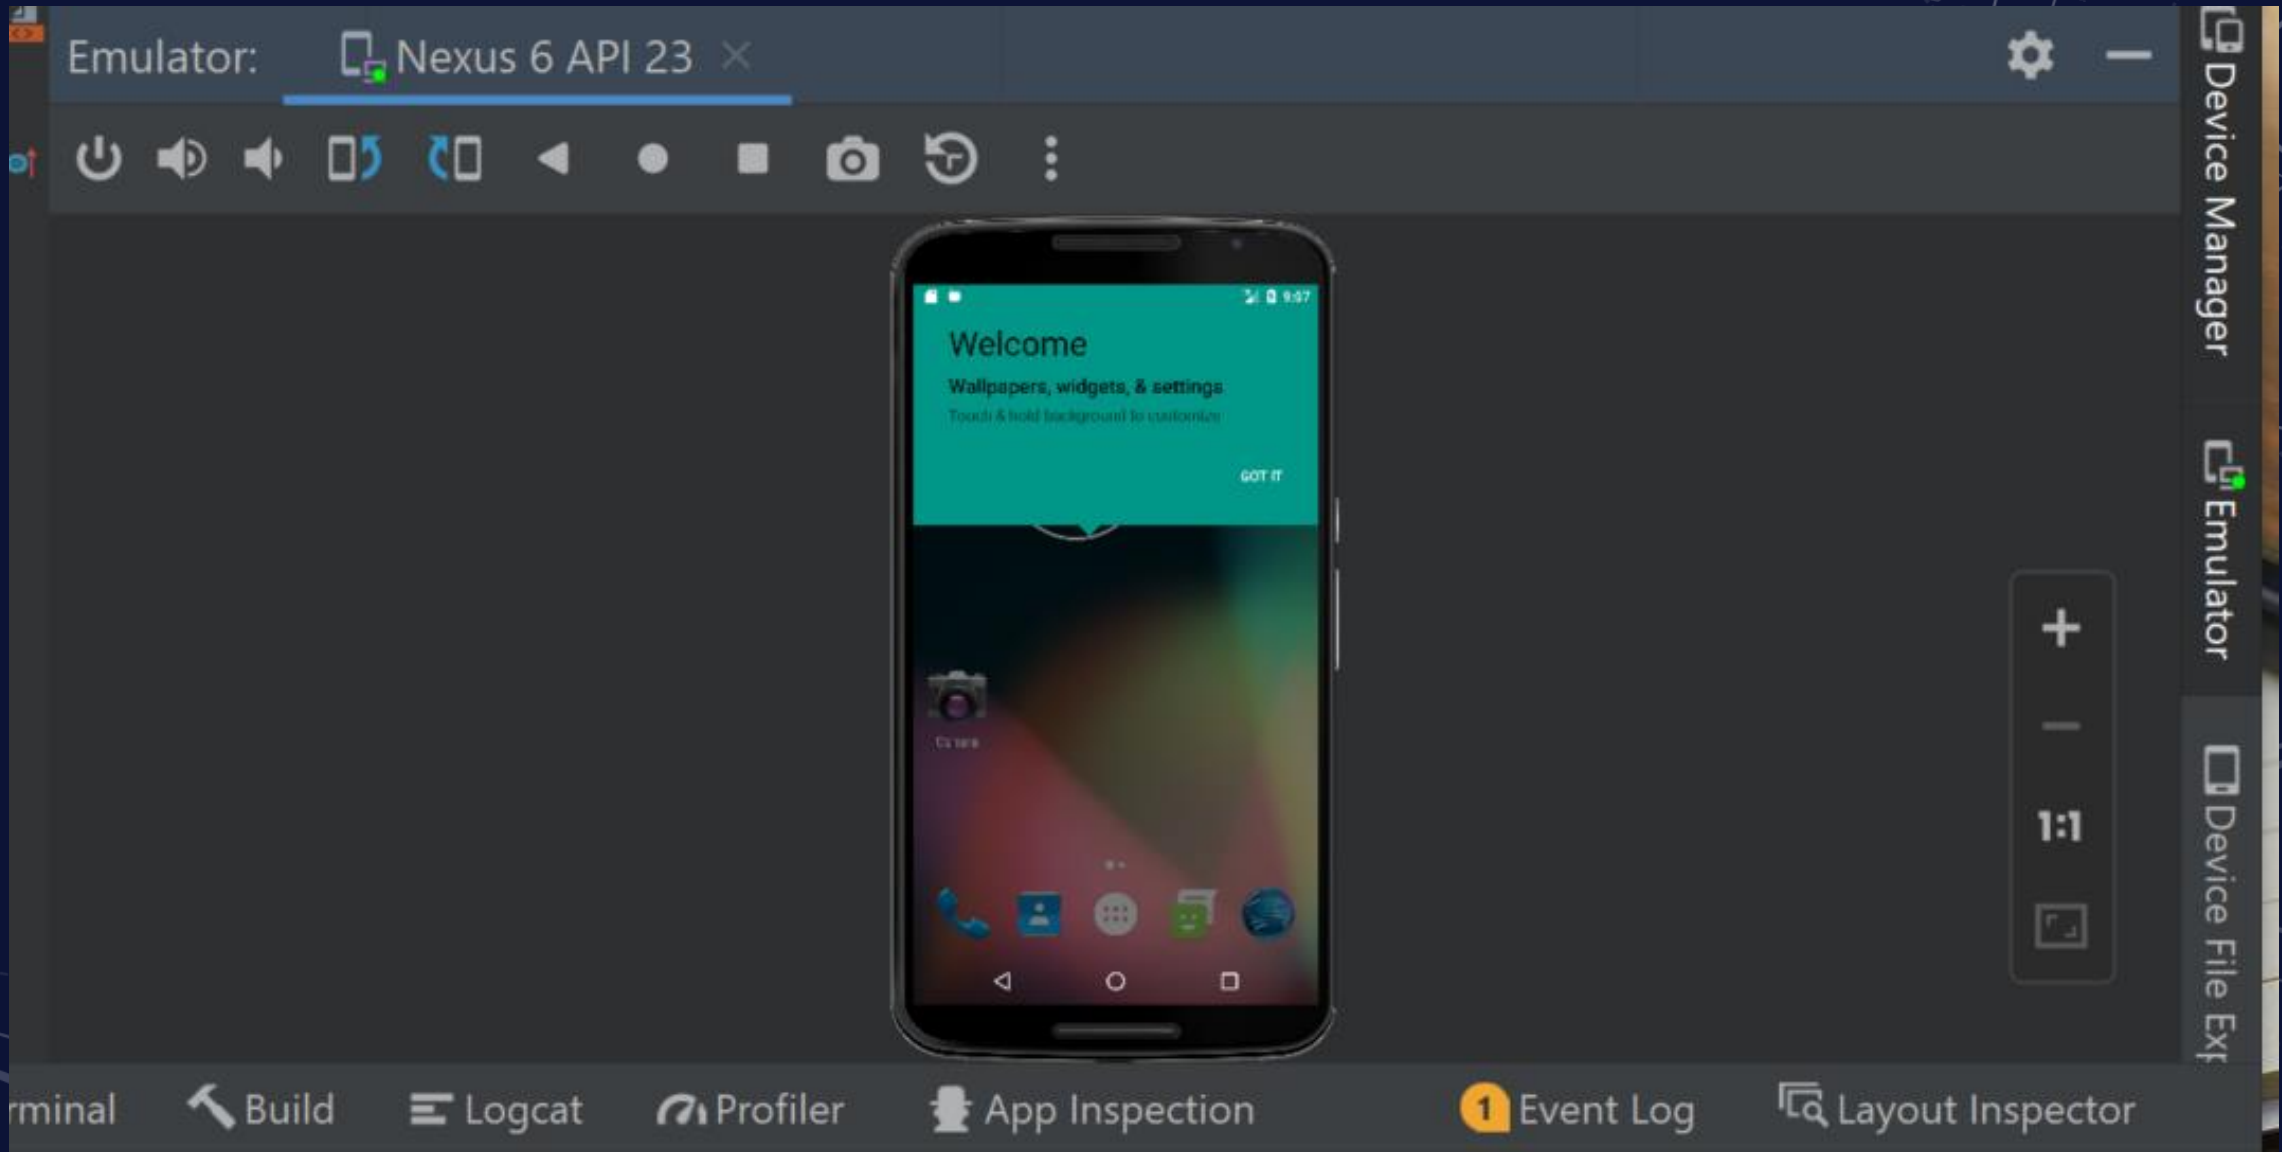 Emulator:
Nexus 6 API 23
9:07
Welcome
Wallpapers, widgets, & settings
Touch & hold background to customize
GOT IT
1:1
Device Manager
Emulator
Device File Exp
rminal
Build
Logcat
Profiler
App Inspection
1
Event Log
Layout Inspector